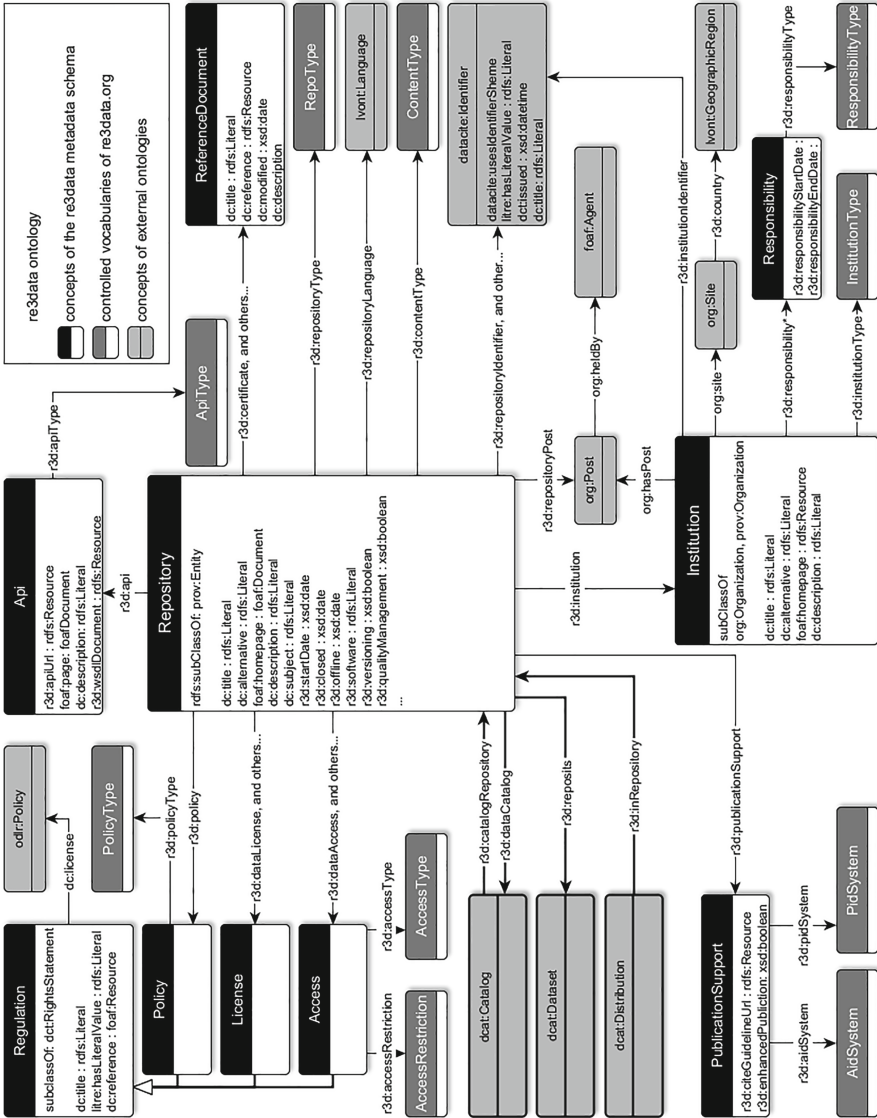 re3data ontology
concepts of the re3data metadata schema
controlled vocabularies of re3data.org
concepts of external ontologies
Regulation
subclassOf: dct:RightsStatement
dc:title : rdfs:Literal
litre:hasLiteralValue : rdfs:Literal
dc:reference : foaf:Resource
dc:license
odlr:Policy
Policy
r3d:policyType
PolicyType
r3d:policy
License
r3d:dataLicense, and others...
Access
r3d:dataAccess, and others...
r3d:accessRestriction
AccessRestriction
r3d:accessType
AccessType
Api
r3d:apiUrl : rdfs:Resource
foaf:page: foafDocument
dc:description: rdfs:Literal
r3d:wsdlDocument : rdfs:Resource
r3d:apiType
ApiType
r3d:api
Repository
rdfs:subClassOf: prov:Entity
dc:title : rdfs:Literal
dc:alternative : rdfs:Literal
foaf:homepage : foaf:Document
dc:description : rdfs:Literal
dc:subject : rdfs:Literal
r3d:startDate : xsd:date
r3d:closed : xsd:date
r3d:offline : xsd:date
r3d:software : rdfs:Literal
r3d:versioning : xsd:boolean
r3d:qualityManagement : xsd:boolean
...
r3d:certificate, and others...
ReferenceDocument
dc:title : rdfs:Literal
dc:reference : rdfs:Resource
dc:modified : xsd:date
dc:description
r3d:repositoryType
RepoType
r3d:repositoryLanguage
lvont:Language
r3d:contentType
ContentType
r3d:repositoryIdentifier, and other...
datacite:Identifier
datacite:usesIdentifierSheme
litre:hasLiteralValue : rdfs:Literal
dct:issued : xsd:datetime
dc:title: rdfs:Literal
r3d:catalogRepository
r3d:dataCatalog
dcat:Catalog
r3d:reposits
dcat:Dataset
r3d:inRepository
dcat:Distribution
r3d:repositoryPost
org:Post
org:heldBy
foaf:Agent
org:hasPost
r3d:institution
Institution
subClassOf
org:Organization, prov:Organization
dc:title : rdfs:Literal
dc:alternative : rdfs:Literal
foaf:homepage : rdfs:Resource
dc:description : rdfs:Literal
r3d:institutionIdentifier
org:site
org:Site
r3d:country
lvont:GeographicRegion
r3d:responsibility*
Responsibility
r3d:responsibilityStartDate :
r3d:responsibilityEndDate :
r3d:responsibilityType
ResponsibilityType
r3d:institutionType
InstitutionType
r3d:publicationSupport
PublicationSupport
r3d:citeGuidelineUrl : rdfs:Resource
r3d:enhancedPubliction: xsd:boolean
r3d:aidSystem
AidSystem
r3d:pidSystem
PidSystem